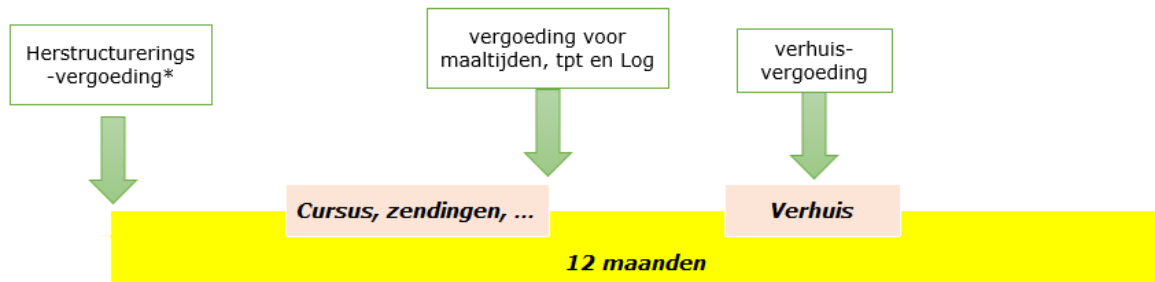 Herstructurerings
-vergoeding*
vergoeding voor
maaltijden, tpt en Log
verhuis-
vergoeding
Cursus, zendingen, ...
Verhuis
12 maanden